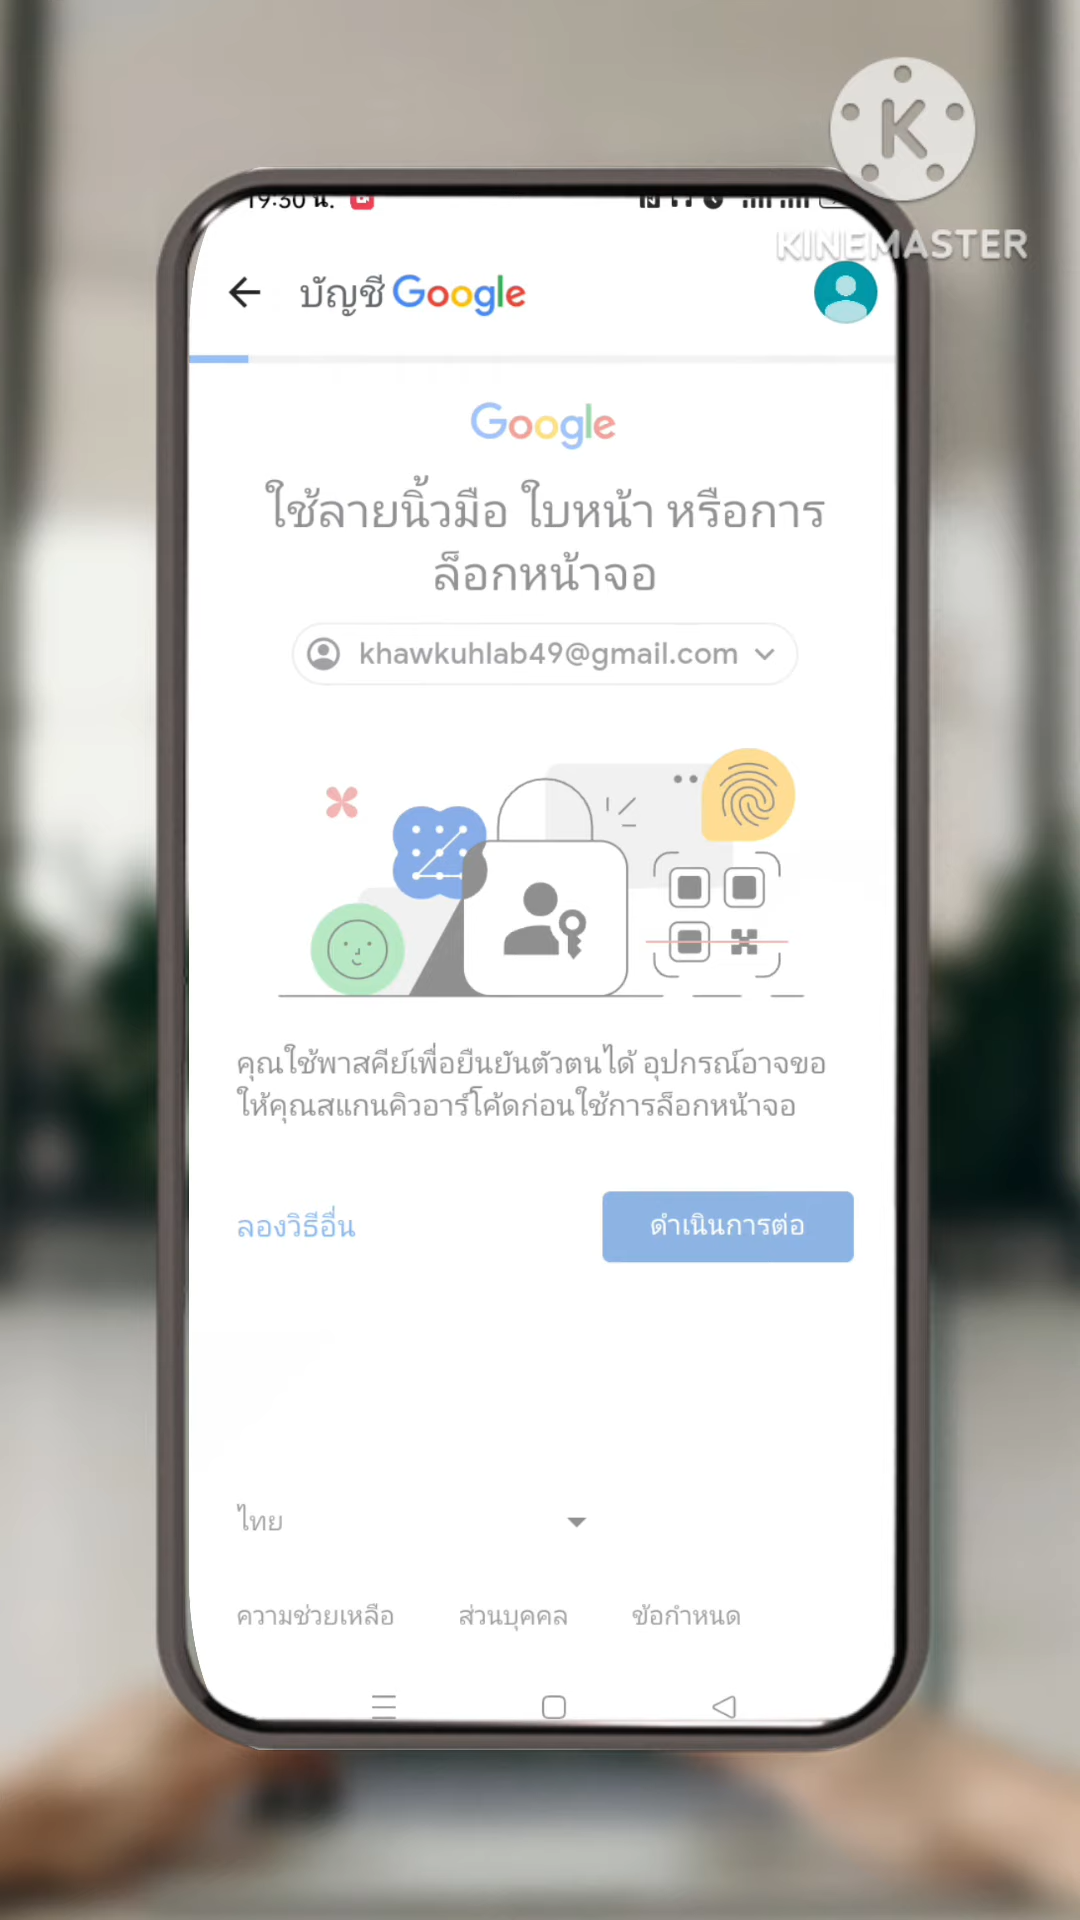 KINEMASTER
19:30 น.
บัญชี Google
Google
ใช้ลายนิ้วมือ ใบหน้า หรือการ
ล็อกหน้าจอ
khawkuhlab49@gmail.com
คุณใช้พาสคีย์เพื่อยืนยันตัวตนได้ อุปกรณ์อาจขอ
ให้คุณสแกนคิวอาร์โค้ดก่อนใช้การล็อกหน้าจอ
ลองวิธีอื่น
ดำเนินการต่อ
ไทย
ความช่วยเหลือ
ส่วนบุคคล
ข้อกำหนด